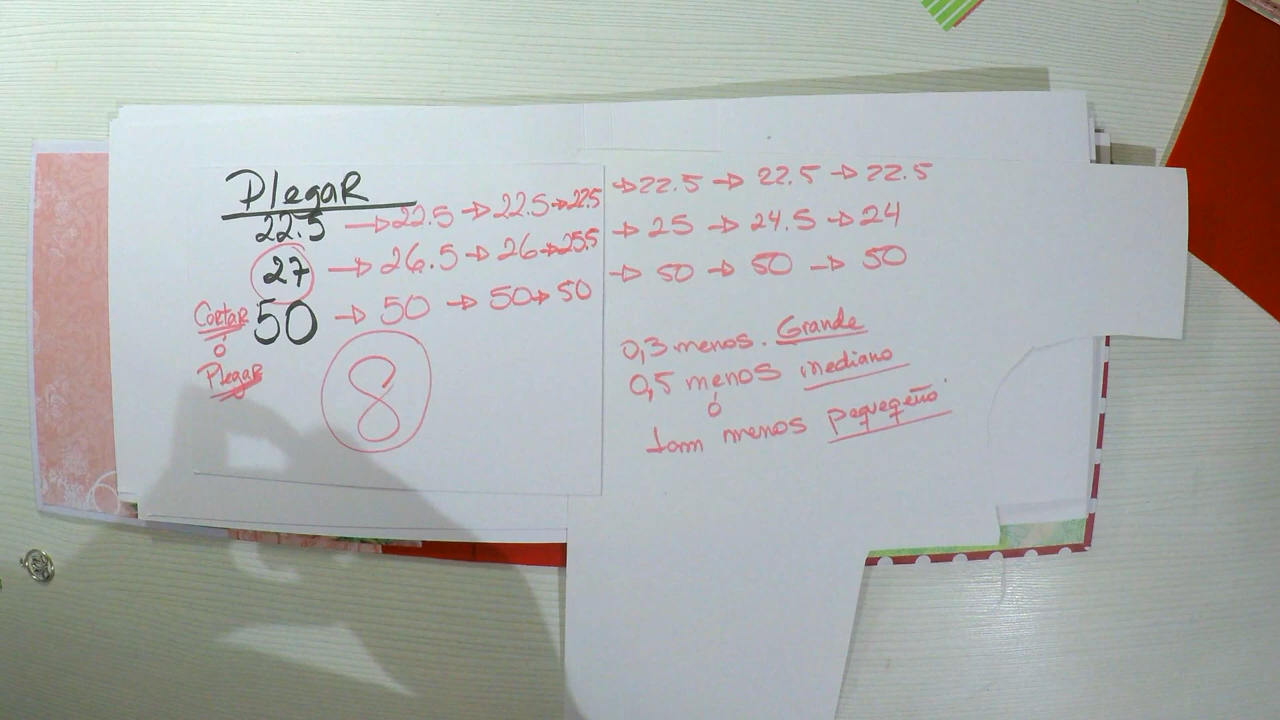 Plegar
22.5 → 22.5 → 22.5 → 22.5 → 22.5 → 22.5 → 22.5
27 → 26.5 → 26 → 25.5 → 25 → 24.5 → 24
50 → 50 → 50 → 50 → 50 → 50 → 50
Cortar
ó
Plegar
8
0,3 menos. Grande
0,5 menos mediano
ó
1cm menos pequeqeño